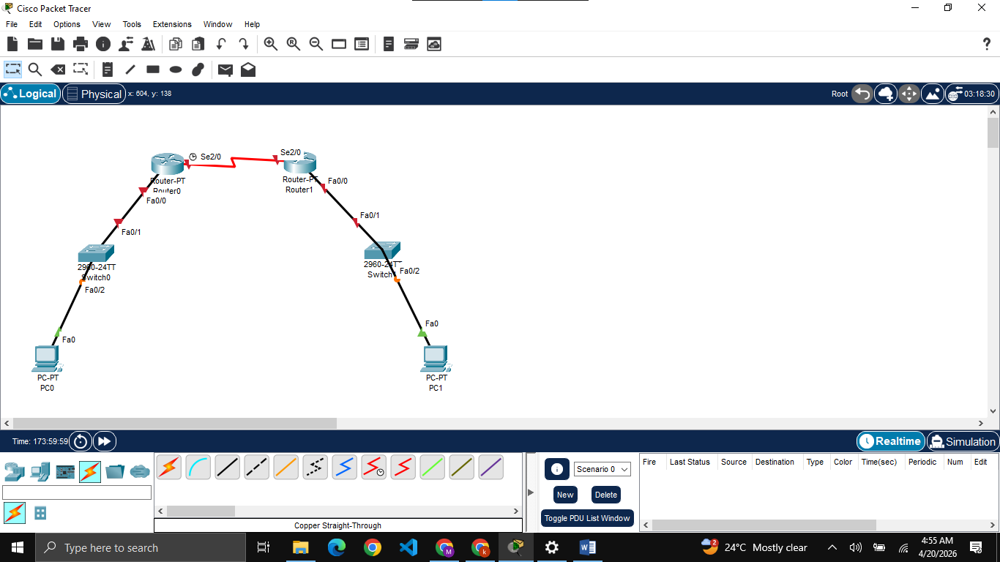 Cisco Packet Tracer
File Edit Options View Tools Extensions Window Help
Logical Physical x: 604, y: 138 Root 03:18:30
Se2/0 Se2/0
Router-PT
Router0
Fa0/0
Router-PT
Router1
Fa0/0
Fa0/1
Fa0/1
2960-24TT
Switch0
Fa0/2
2960-24TT
Switch1
Fa0/2
Fa0
Fa0
PC-PT
PC0
PC-PT
PC1
Time: 173:59:59 Realtime Simulation
Scenario 0
New Delete
Toggle PDU List Window
Fire Last Status Source Destination Type Color Time(sec) Periodic Num Edit
Copper Straight-Through
Type here to search
2
24°C Mostly clear
4:55 AM
4/20/2026